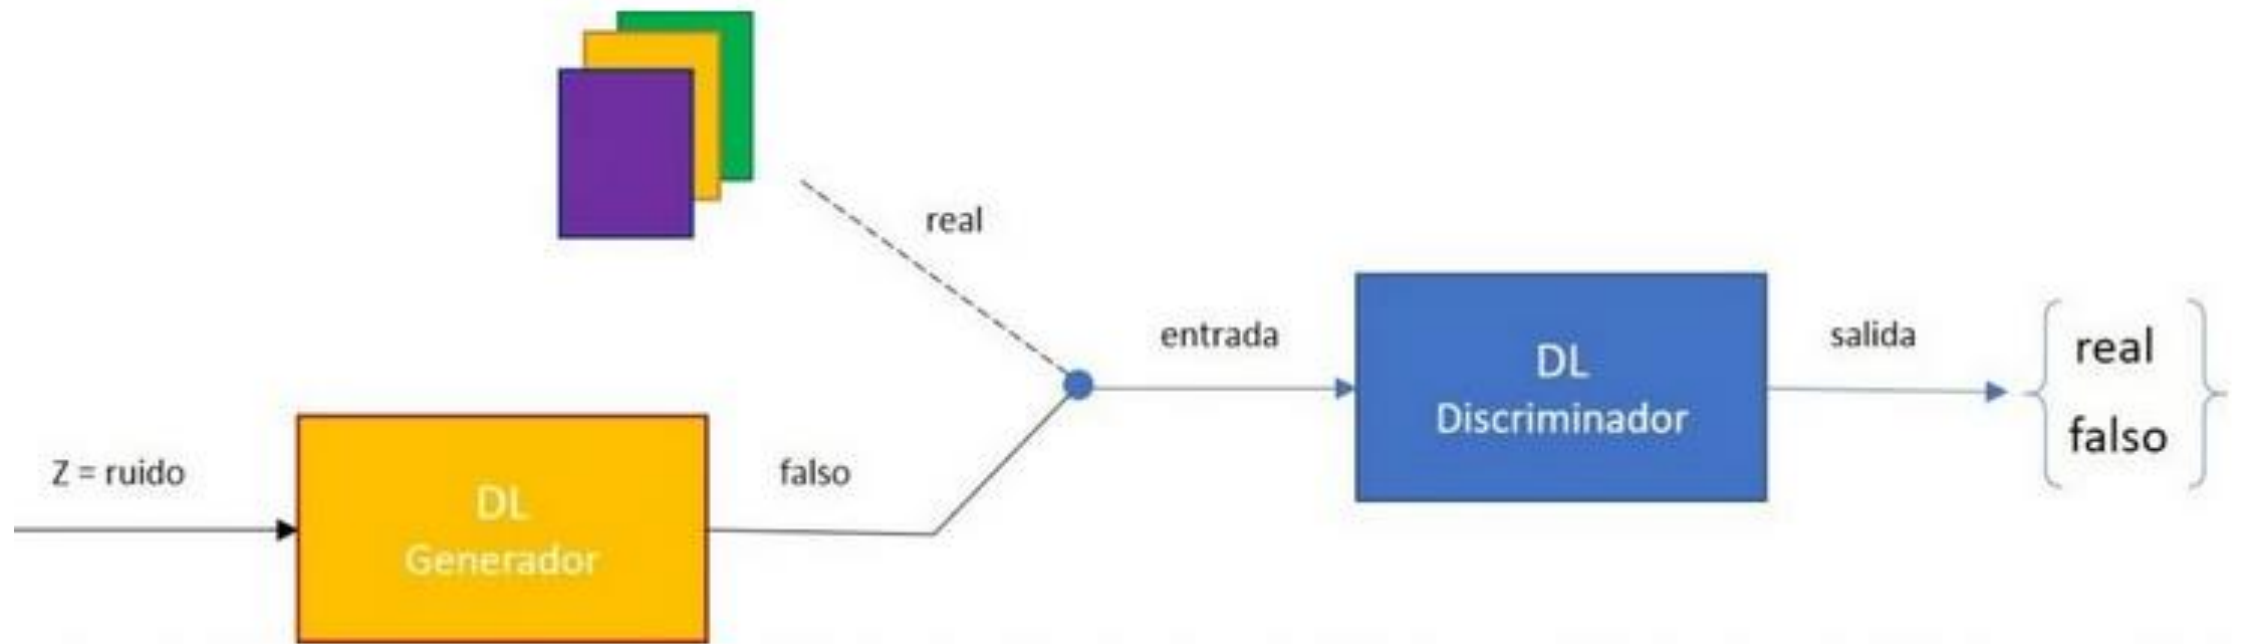 real
entrada
salida
real
falso
DL
Discriminador
Z = ruido
falso
DL
Generador